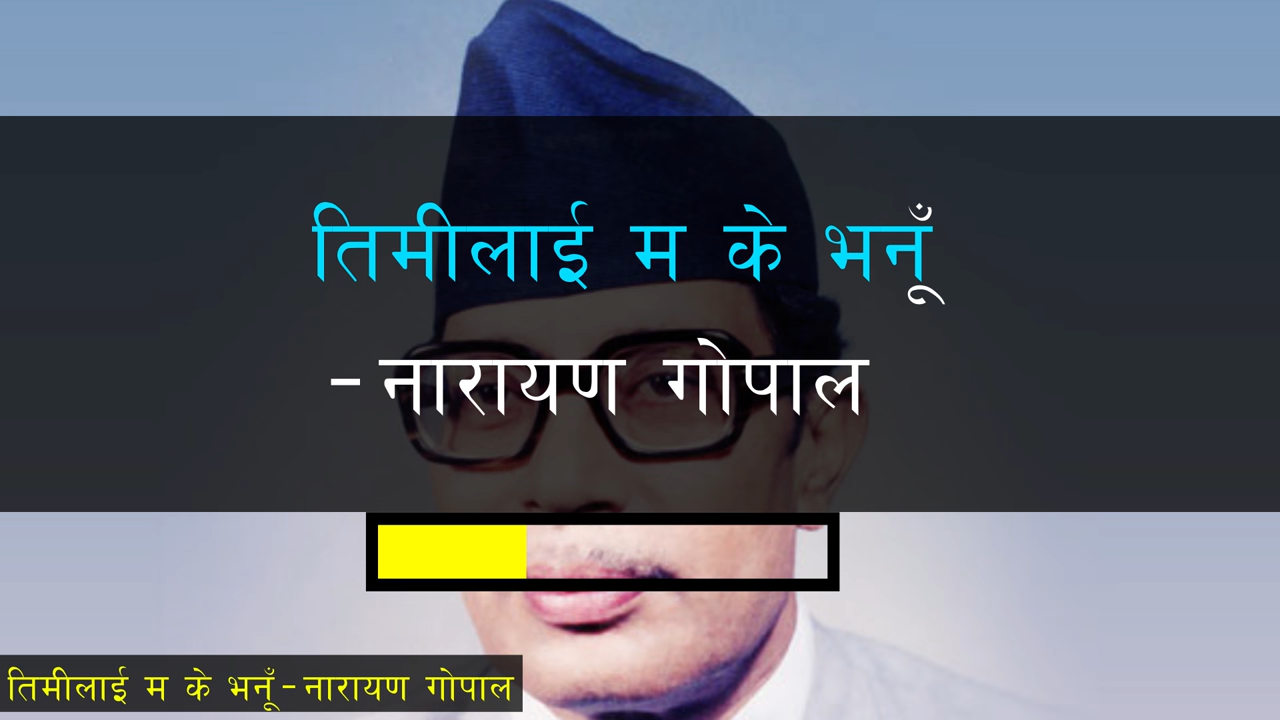 तिमीलाई म के भनूँ
- नारायण गोपाल
तिमीलाई म के भनूँ - नारायण गोपाल